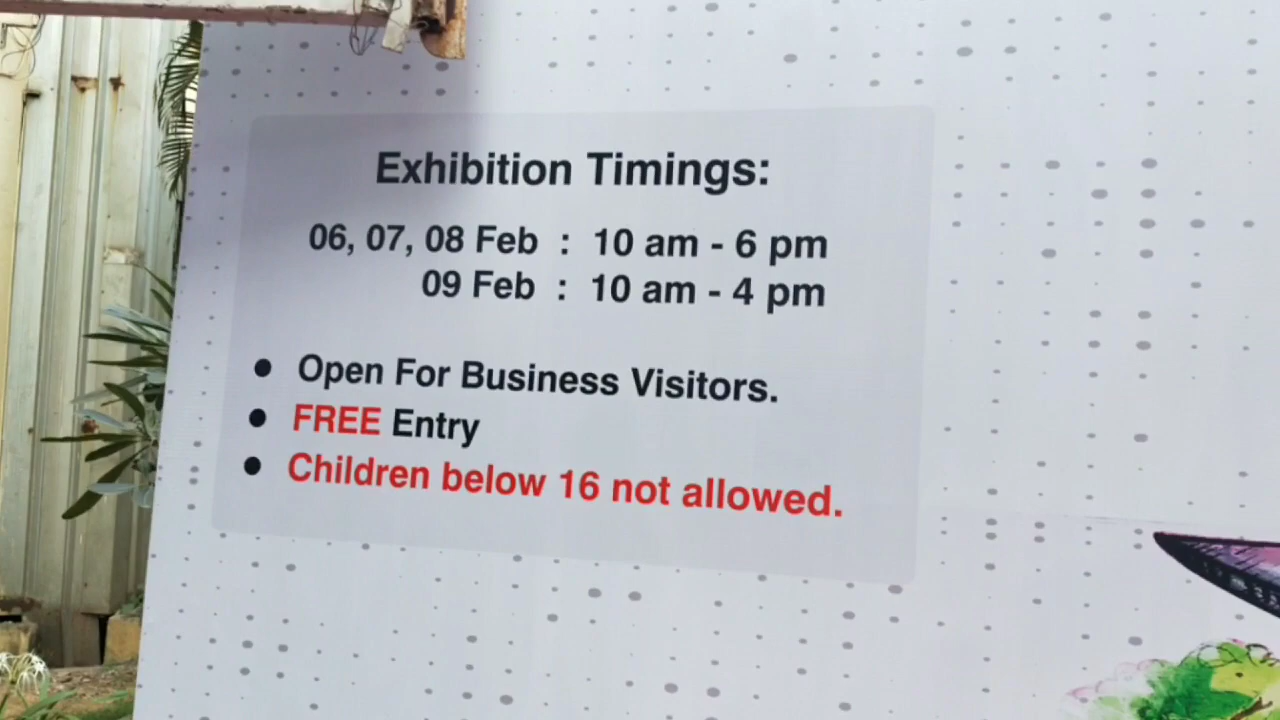 Exhibition Timings:
06, 07, 08 Feb : 10 am - 6 pm
09 Feb : 10 am - 4 pm
● Open For Business Visitors.
● FREE Entry
● Children below 16 not allowed.